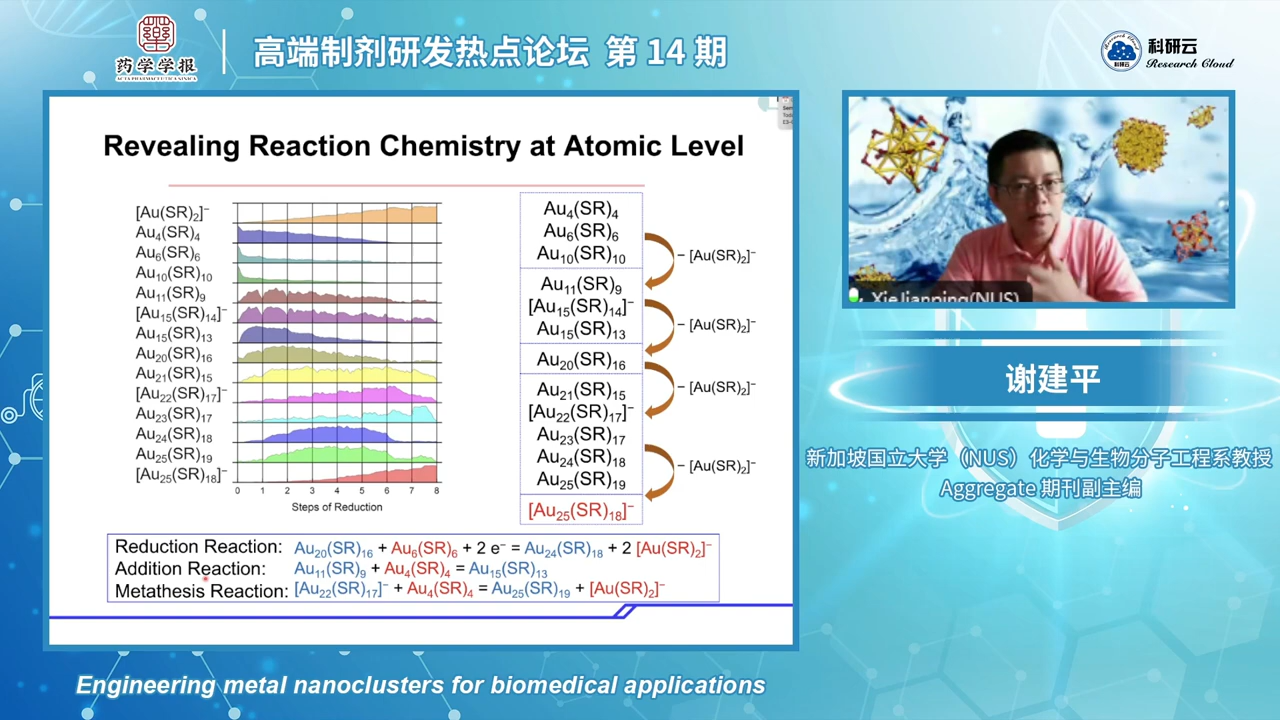 药学学报
ACTA PHARMACEUTICA SINICA
高端制剂研发热点论坛 第 14 期
科研云
Research Cloud
Research Cloud
科研云
Revealing Reaction Chemistry at Atomic Level
[Au(SR)₂]⁻
Au₄(SR)₄
Au₆(SR)₆
Au₁₀(SR)₁₀
Au₁₁(SR)₉
[Au₁₅(SR)₁₄]⁻
Au₁₅(SR)₁₃
Au₂₀(SR)₁₆
Au₂₁(SR)₁₅
[Au₂₂(SR)₁₇]⁻
Au₂₃(SR)₁₇
Au₂₄(SR)₁₈
Au₂₅(SR)₁₉
[Au₂₅(SR)₁₈]⁻
0 1 2 3 4 5 6 7 8
Steps of Reduction
Au₄(SR)₄
Au₆(SR)₆
Au₁₀(SR)₁₀
Au₁₁(SR)₉
[Au₁₅(SR)₁₄]⁻
Au₁₅(SR)₁₃
Au₂₀(SR)₁₆
Au₂₁(SR)₁₅
[Au₂₂(SR)₁₇]⁻
Au₂₃(SR)₁₇
Au₂₄(SR)₁₈
Au₂₅(SR)₁₉
[Au₂₅(SR)₁₈]⁻
− [Au(SR)₂]⁻
− [Au(SR)₂]⁻
− [Au(SR)₂]⁻
− [Au(SR)₂]⁻
Reduction Reaction: Au₂₀(SR)₁₆ + Au₆(SR)₆ + 2 e⁻ = Au₂₄(SR)₁₈ + 2 [Au(SR)₂]⁻
Addition Reaction: Au₁₁(SR)₉ + Au₄(SR)₄ = Au₁₅(SR)₁₃
Metathesis Reaction: [Au₂₂(SR)₁₇]⁻ + Au₄(SR)₄ = Au₂₅(SR)₁₉ + [Au(SR)₂]⁻
XieJianping(NUS)
谢建平
新加坡国立大学（NUS）化学与生物分子工程系教授
Aggregate 期刊副主编
Engineering metal nanoclusters for biomedical applications